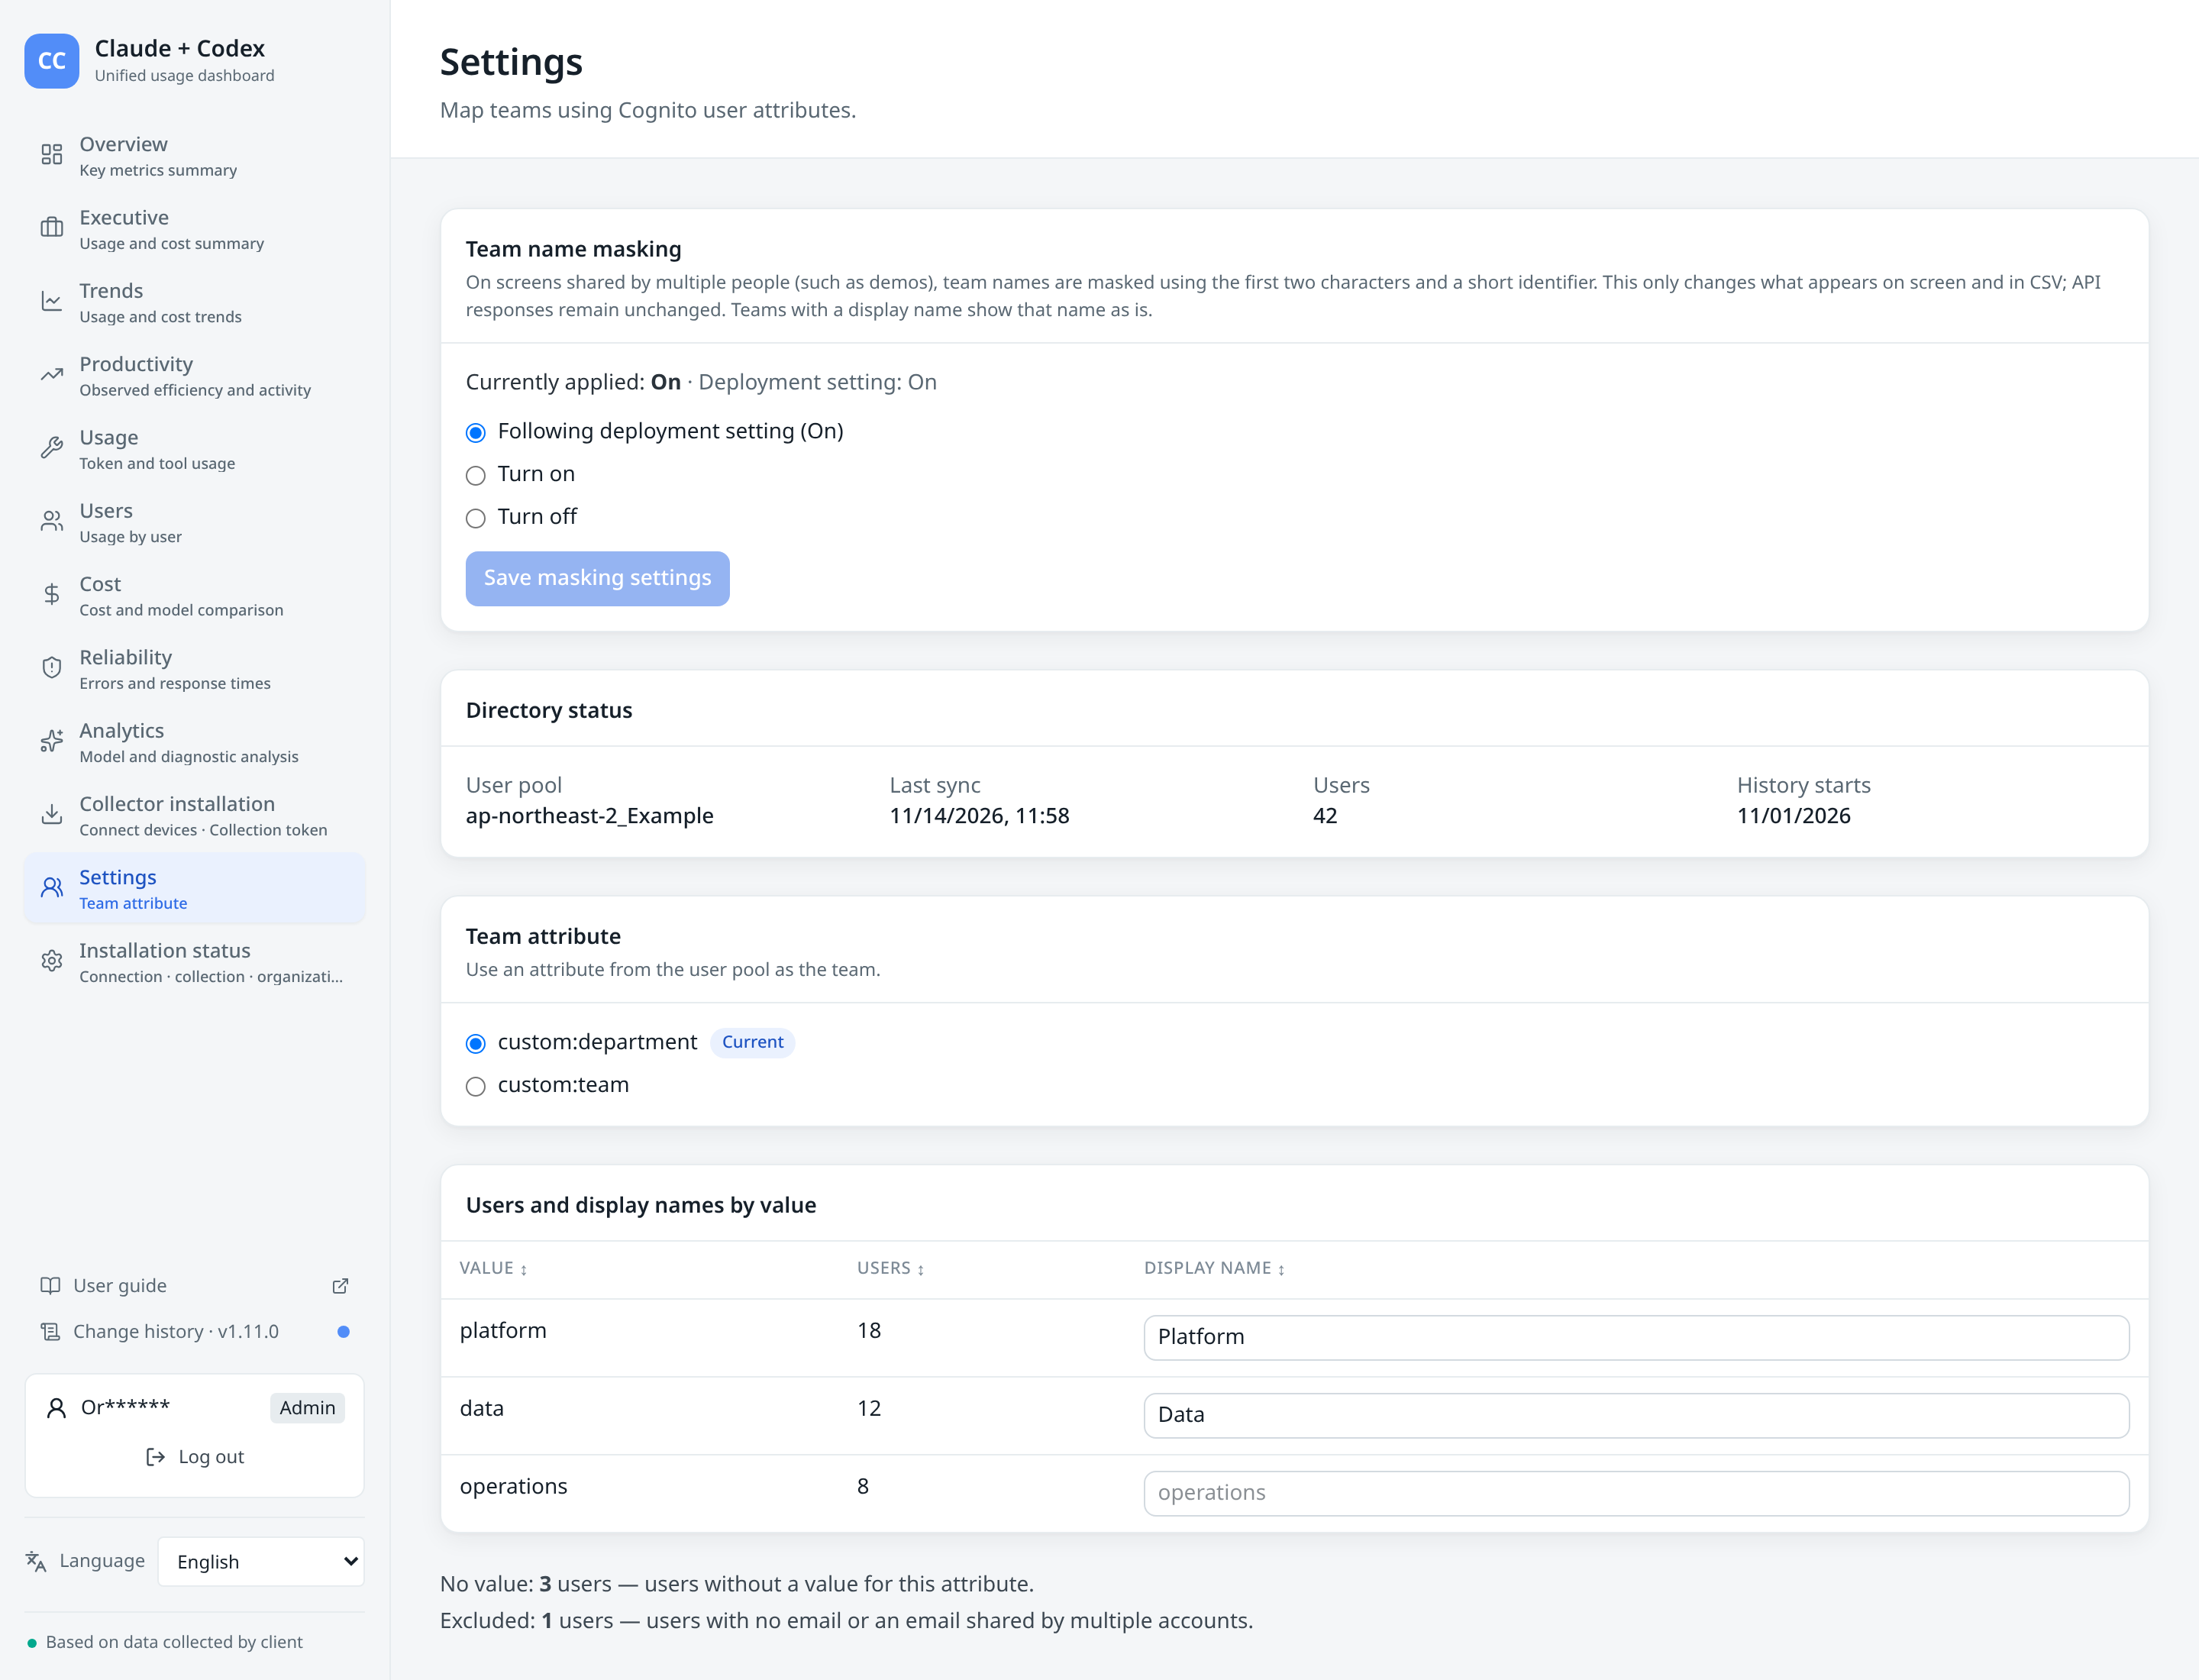 CC
Claude + Codex
Unified usage dashboard
Overview
Key metrics summary
Executive
Usage and cost summary
Trends
Usage and cost trends
Productivity
Observed efficiency and activity
Usage
Token and tool usage
Users
Usage by user
Cost
Cost and model comparison
Reliability
Errors and response times
Analytics
Model and diagnostic analysis
Collector installation
Connect devices · Collection token
Settings
Team attribute
Installation status
Connection · collection · organizati...
User guide
Change history · v1.11.0
Or******
Admin
Log out
Language
English
Based on data collected by client
Settings
Map teams using Cognito user attributes.
Team name masking
On screens shared by multiple people (such as demos), team names are masked using the first two characters and a short identifier. This only changes what appears on screen and in CSV; API
responses remain unchanged. Teams with a display name show that name as is.
Currently applied: On · Deployment setting: On
Following deployment setting (On)
Turn on
Turn off
Save masking settings
Directory status
User pool
ap-northeast-2_Example
Last sync
11/14/2026, 11:58
Users
42
History starts
11/01/2026
Team attribute
Use an attribute from the user pool as the team.
custom:department Current
custom:team
Users and display names by value
VALUE ↕ USERS ↕ DISPLAY NAME ↕
platform 18 Platform
data 12 Data
operations 8 operations
No value: 3 users — users without a value for this attribute.
Excluded: 1 users — users with no email or an email shared by multiple accounts.